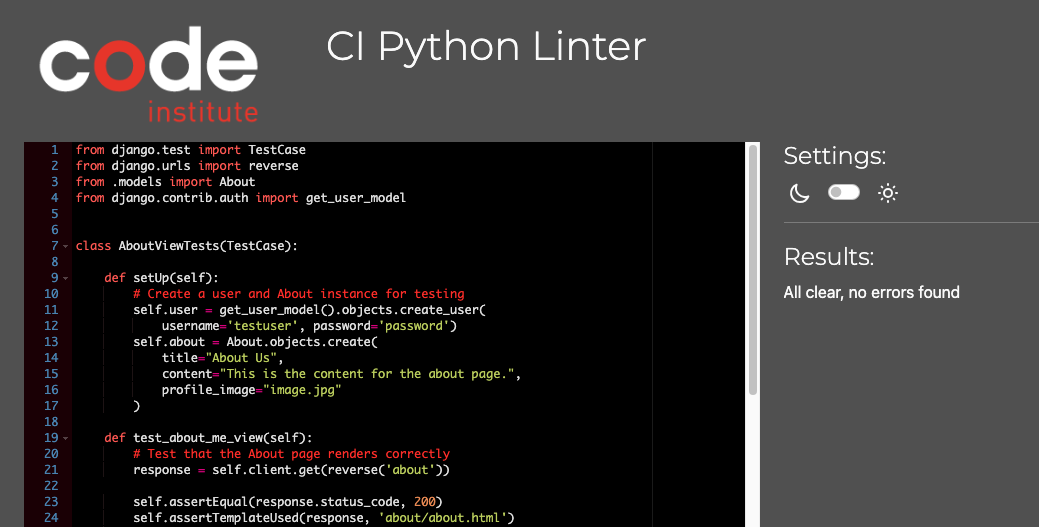 code
institute
CI Python Linter
1 from django.test import TestCase
2 from django.urls import reverse
3 from .models import About
4 from django.contrib.auth import get_user_model
5
6
7 class AboutViewTests(TestCase):
8
9     def setUp(self):
10         # Create a user and About instance for testing
11         self.user = get_user_model().objects.create_user(
12             username='testuser', password='password')
13         self.about = About.objects.create(
14             title="About Us",
15             content="This is the content for the about page.",
16             profile_image="image.jpg"
17         )
18
19     def test_about_me_view(self):
20         # Test that the About page renders correctly
21         response = self.client.get(reverse('about'))
22
23         self.assertEqual(response.status_code, 200)
24         self.assertTemplateUsed(response, 'about/about.html')
Settings:
Results:
All clear, no errors found